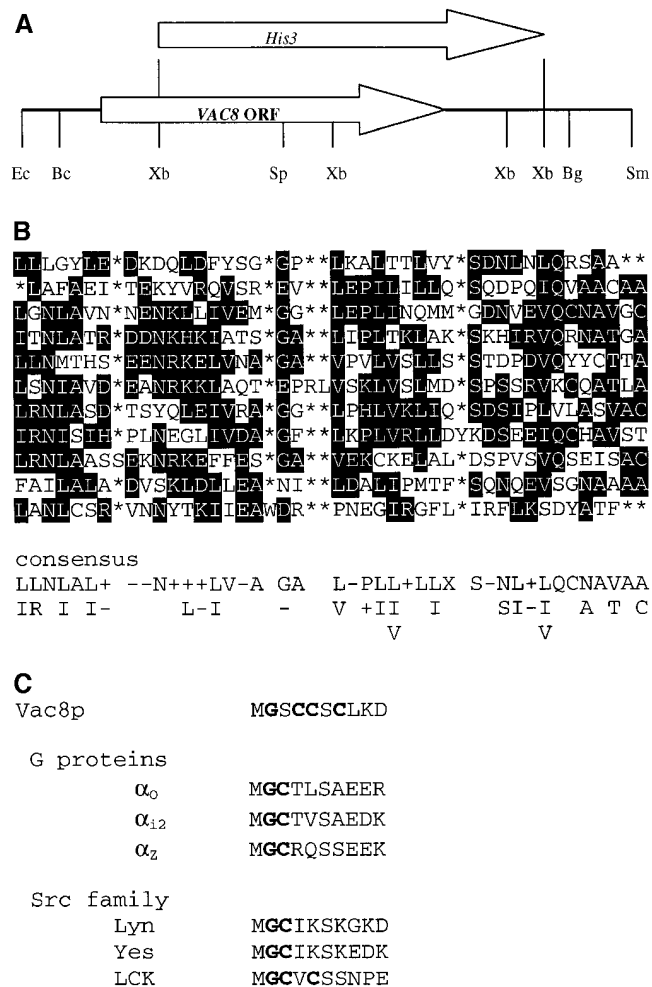 A
His3
VAC8 ORF
Ec Bc Xb Sp Xb Xb Xb Bg Sm
B
LLLGYLE*DKDQLDFYSG*GP**LKALTTLVY*SDNLNLQRSAA**
*LAFAEI*TEKYVRQVSR*EV**LEPILILLQ*SQDPQIQVAACAA
LGNLAVN*NENKLLIVEM*GG**LEPLINQMM*GDNVEVQCNAVGC
ITNLATR*DDNKHKIATS*GA**LIPLTKLAK*SKHIRVQRNATGA
LLNMTHS*EENRKELVNA*GA**VPVLVSLLS*STDPDVQYYCTTA
LSNIAVD*EANRKKLAQT*EPRLVSKLVSLMD*SPSSRVKCQATLA
LRNLASD*TSYQLEIVRA*GG**LPHLVKLIQ*SDSIPLVLASVAC
IRNISIH*PLNEGLIVDA*GF**LKPLVRLLDYKDSEEIQCHAVST
LRNLAASSEKNRKEFFES*GA**VEKCKELAL*DSPVSVQSEISAC
FAILALA*DVSKLDLLEA*NI**LDALIPMTF*SQNQEVSGNAAAA
LANLCSR*VNNYTKIIEAWDR**PNEGIRGFL*IRFLKSDYATF**
consensus
LLNLAL+ --N+++LV-A GA L-PLL+LLX S-NL+LQCNAVAA
IR I I- L-I - V +II I SI-I A T C
V V
C
Vac8p MGSCCSCLKD
G proteins
αo MGCTLSAEER
αi2 MGCTVSAEDK
αz MGCRQSSEEK
Src family
Lyn MGCIKSKGKD
Yes MGCIKSKEDK
LCK MGCVCSSNPE